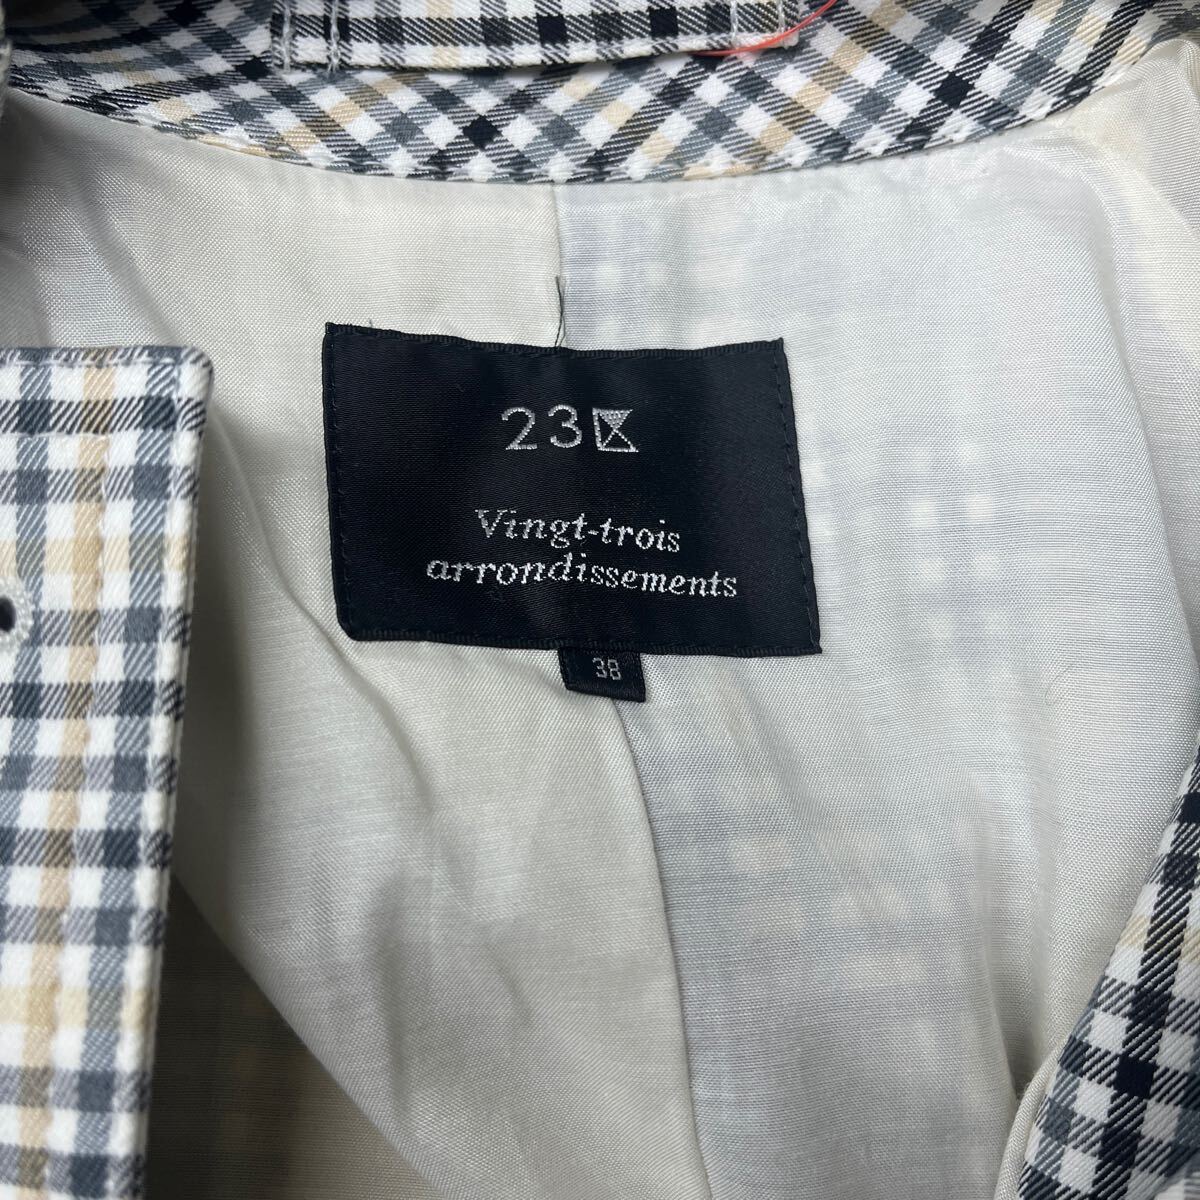 23区
Vingt-trois
arrondissements
38